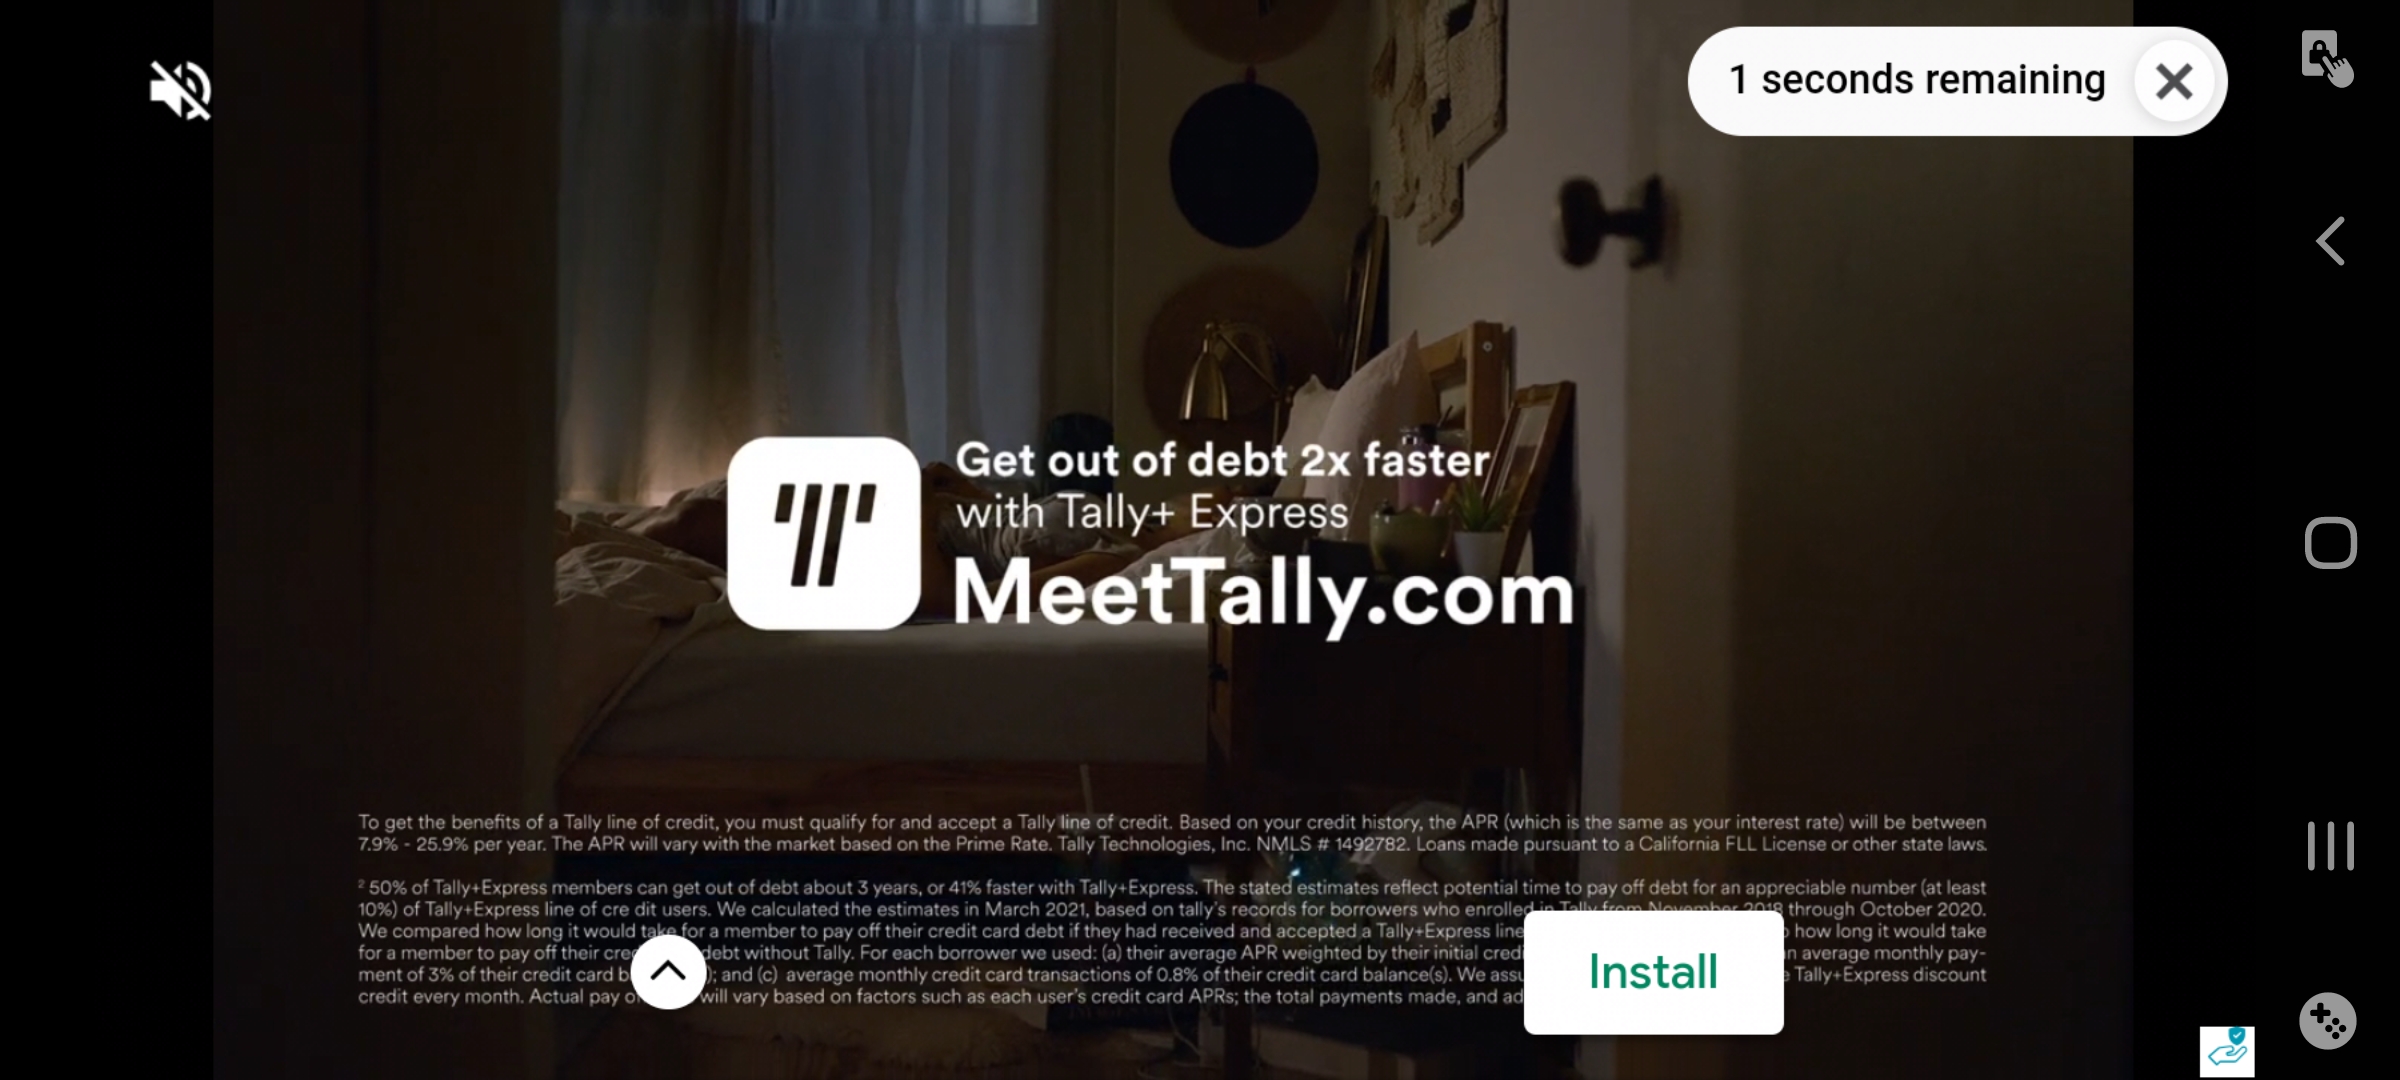 1 seconds remaining
Get out of debt 2x faster
with Tally+ Express
MeetTally.com
To get the benefits of a Tally line of credit, you must qualify for and accept a Tally line of credit. Based on your credit history, the APR (which is the same as your interest rate) will be between
7.9% - 25.9% per year. The APR will vary with the market based on the Prime Rate. Tally Technologies, Inc. NMLS # 1492782. Loans made pursuant to a California FLL License or other state laws.
² 50% of Tally+Express members can get out of debt about 3 years, or 41% faster with Tally+Express. The stated estimates reflect potential time to pay off debt for an appreciable number (at least
10%) of Tally+Express line of cre dit users. We calculated the estimates in March 2021, based on tally's records for borrowers who enrolled in Tally from November 2018 through October 2020.
We compared how long it would take for a member to pay off their credit card debt if they had received and accepted a Tally+Express line how long it would take
for a member to pay off their debt without Tally. For each borrower we used: (a) their average APR weighted by their initial average monthly pay-
ment of 3% of their credit card ); and (c) average monthly credit card transactions of 0.8% of their credit card balance(s). We Tally+Express discount
credit every month. Actual pay will vary based on factors such as each user's credit card APRs; the total payments made, and
Install